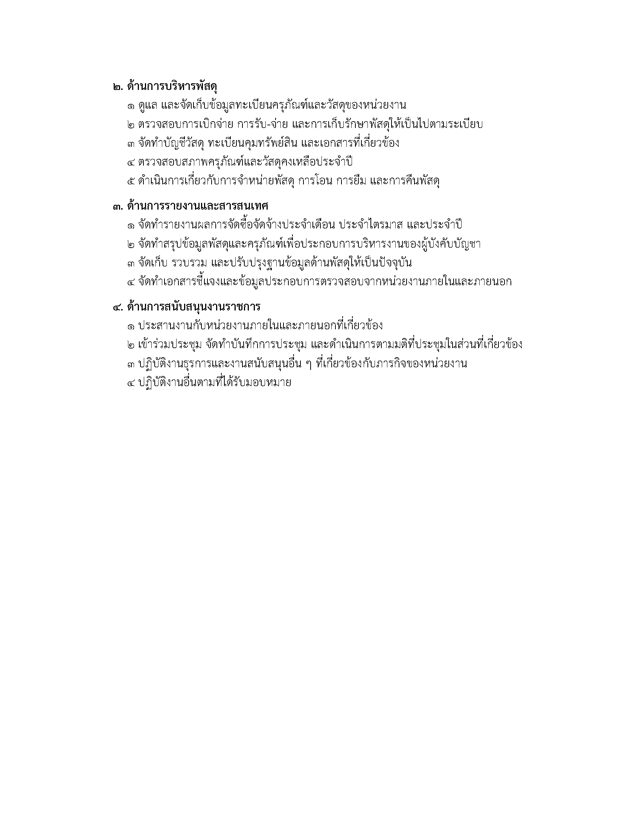 ๒. ด้านการบริหารพัสดุ
๑ ดูแล และจัดเก็บข้อมูลทะเบียนครุภัณฑ์และวัสดุของหน่วยงาน
๒ ตรวจสอบการเบิกจ่าย การรับ-จ่าย และการเก็บรักษาพัสดุให้เป็นไปตามระเบียบ
๓ จัดทำบัญชีวัสดุ ทะเบียนคุมทรัพย์สิน และเอกสารที่เกี่ยวข้อง
๔ ตรวจสอบสภาพครุภัณฑ์และวัสดุคงเหลือประจำปี
๕ ดำเนินการเกี่ยวกับการจำหน่ายพัสดุ การโอน การยืม และการคืนพัสดุ
๓. ด้านการรายงานและสารสนเทศ
๑ จัดทำรายงานผลการจัดซื้อจัดจ้างประจำเดือน ประจำไตรมาส และประจำปี
๒ จัดทำสรุปข้อมูลพัสดุและครุภัณฑ์เพื่อประกอบการบริหารงานของผู้บังคับบัญชา
๓ จัดเก็บ รวบรวม และปรับปรุงฐานข้อมูลด้านพัสดุให้เป็นปัจจุบัน
๔ จัดทำเอกสารชี้แจงและข้อมูลประกอบการตรวจสอบจากหน่วยงานภายในและภายนอก
๔. ด้านการสนับสนุนงานราชการ
๑ ประสานงานกับหน่วยงานภายในและภายนอกที่เกี่ยวข้อง
๒ เข้าร่วมประชุม จัดทำบันทึกการประชุม และดำเนินการตามมติที่ประชุมในส่วนที่เกี่ยวข้อง
๓ ปฏิบัติงานธุรการและงานสนับสนุนอื่น ๆ ที่เกี่ยวข้องกับภารกิจของหน่วยงาน
๔ ปฏิบัติงานอื่นตามที่ได้รับมอบหมาย